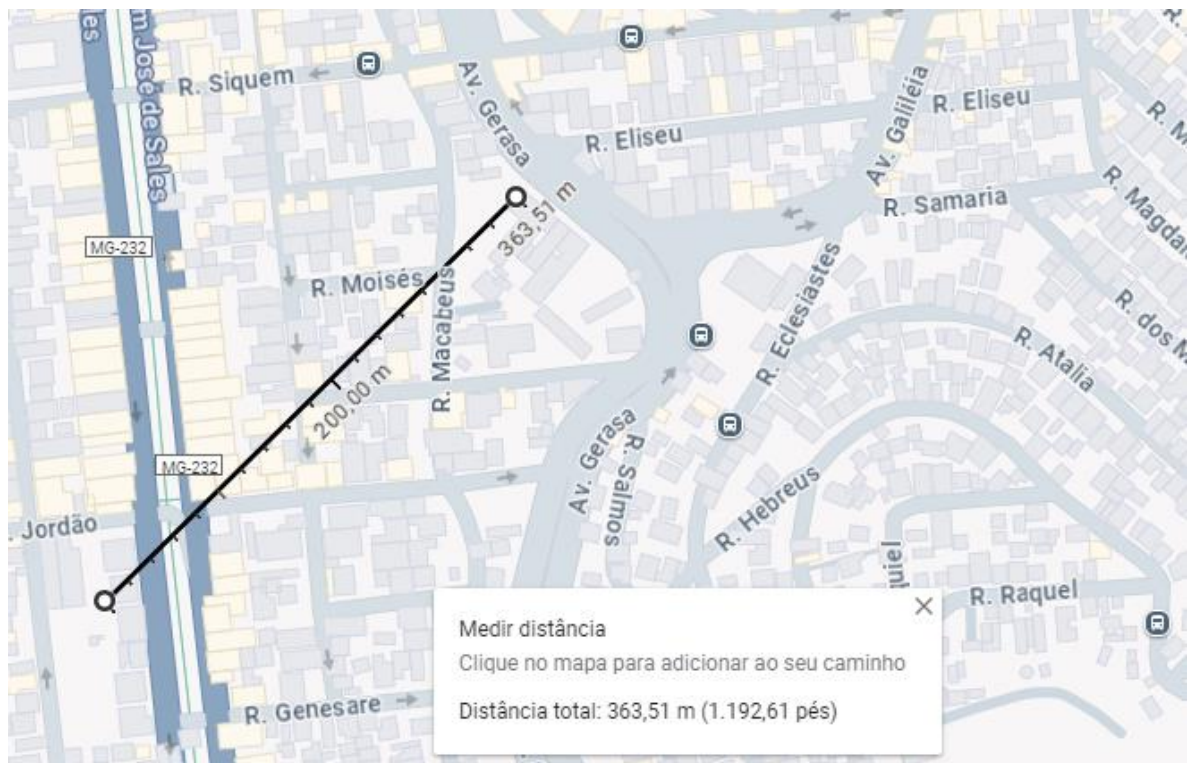 les
m José de Sales
R. Siquem
Av. Gerasa
R. Eliseu
Av. Galiléia
R. Eliseu
R. Samaria
R. Magdal
363,51 m
MG-232
R. Moisés
R. Macabeus
R. Eclesiastes
R. dos M
R. Atalia
200,00 m
MG-232
Av. Gerasa
R. Salmos
R. Hebreus
Jordão
quiel
R. Raquel
R. Genesare
Medir distância
Clique no mapa para adicionar ao seu caminho
Distância total: 363,51 m (1.192,61 pés)